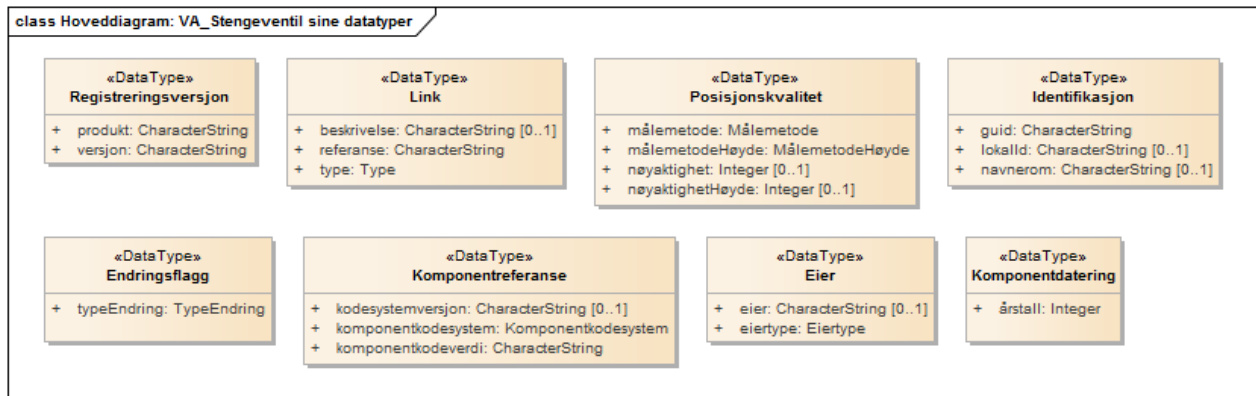 class Hoveddiagram: VA_Stengeventil sine datatyper
«DataType»
Registreringsversjon
+ produkt: CharacterString
+ versjon: CharacterString
«DataType»
Link
+ beskrivelse: CharacterString [0..1]
+ referanse: CharacterString
+ type: Type
«DataType»
Posisjonskvalitet
+ målemetode: Målemetode
+ målemetodeHøyde: MålemetodeHøyde
+ nøyaktighet: Integer [0..1]
+ nøyaktighetHøyde: Integer [0..1]
«DataType»
Identifikasjon
+ guid: CharacterString
+ lokalId: CharacterString [0..1]
+ navnerom: CharacterString [0..1]
«DataType»
Endringsflagg
+ typeEndring: TypeEndring
«DataType»
Komponentreferanse
+ kodesystemversjon: CharacterString [0..1]
+ komponentkodesystem: Komponentkodesystem
+ komponentkodeverdi: CharacterString
«DataType»
Eier
+ eier: CharacterString [0..1]
+ eiertype: Eiertype
«DataType»
Komponentdatering
+ årstall: Integer